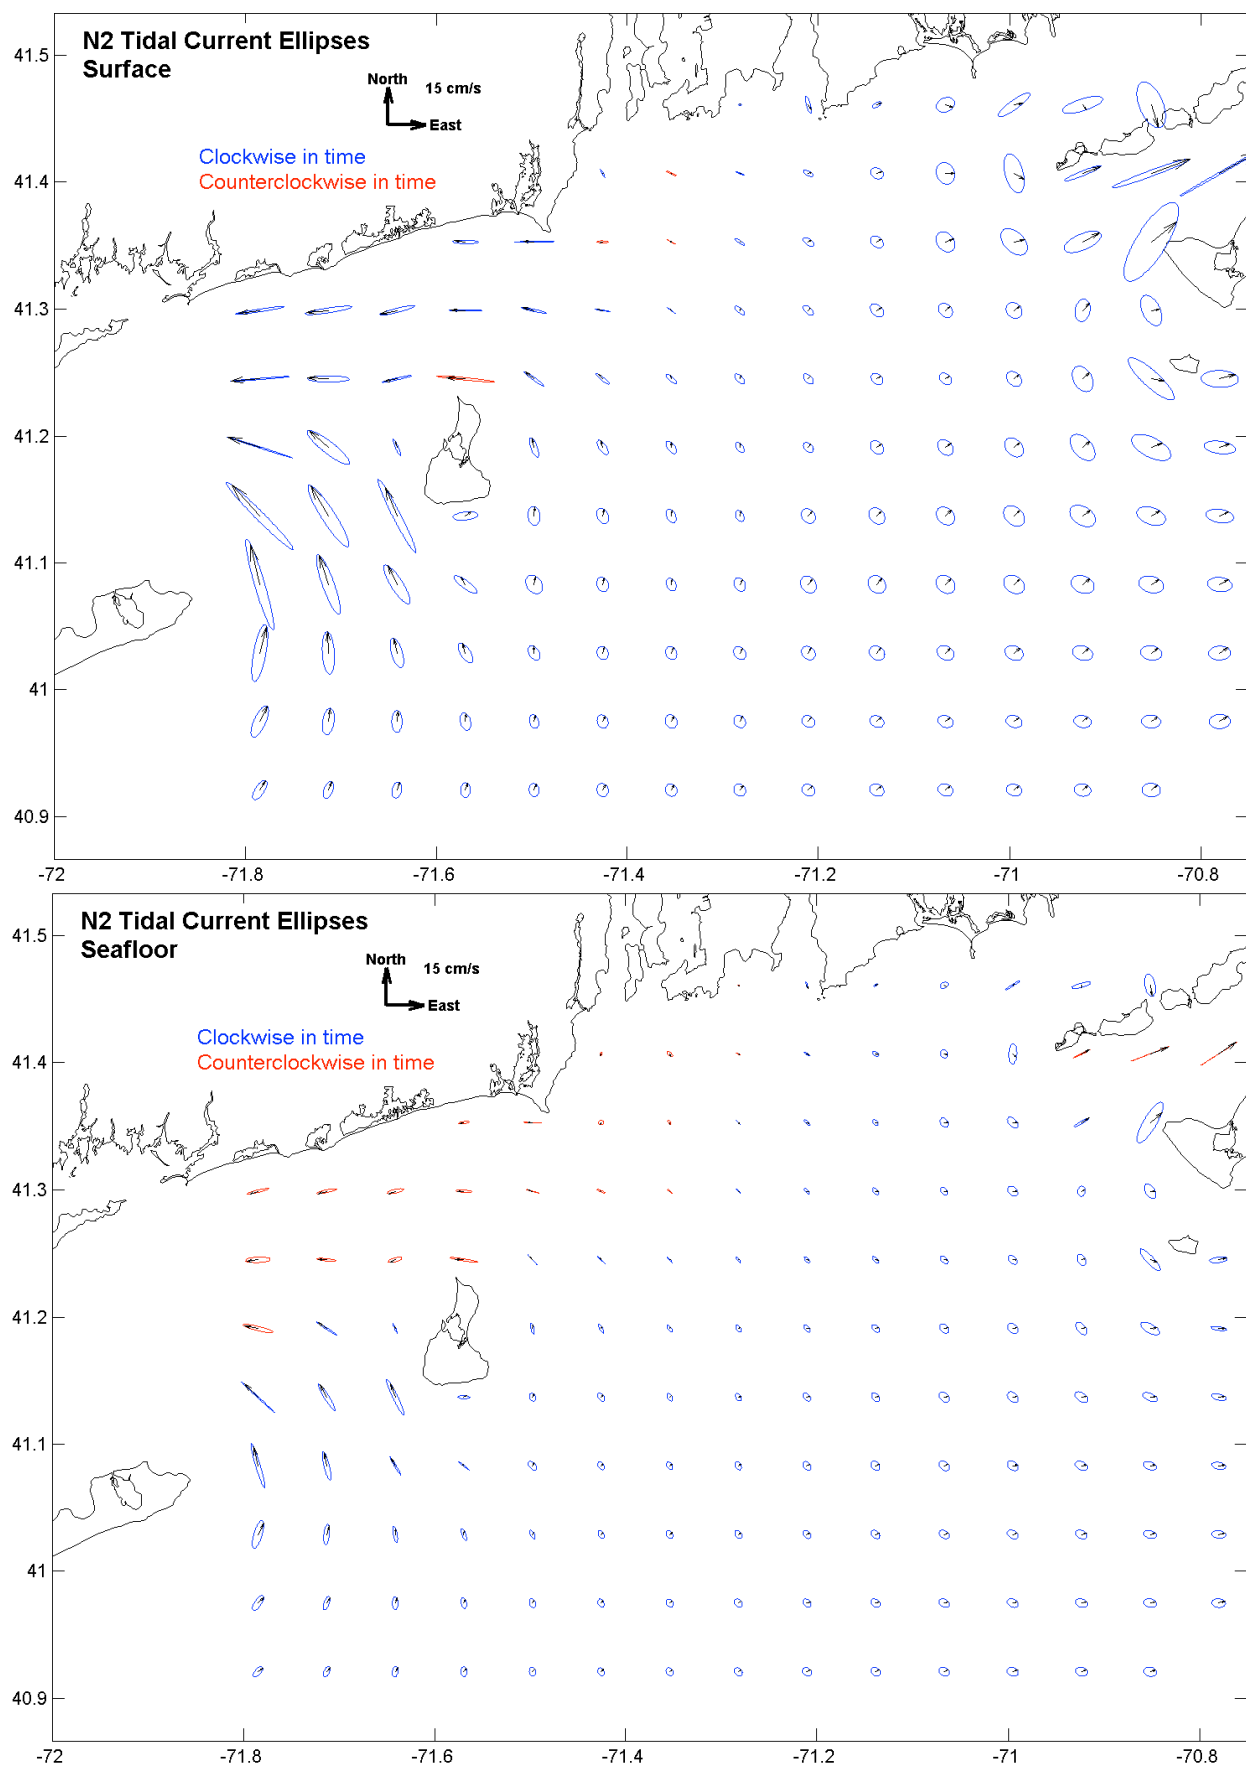 N2 Tidal Current Ellipses
Surface
North
15 cm/s
East
Clockwise in time
Counterclockwise in time
41.5
41.4
41.3
41.2
41.1
41
40.9
-72
-71.8
-71.6
-71.4
-71.2
-71
-70.8
N2 Tidal Current Ellipses
Seafloor
North
15 cm/s
East
Clockwise in time
Counterclockwise in time
41.5
41.4
41.3
41.2
41.1
41
40.9
-72
-71.8
-71.6
-71.4
-71.2
-71
-70.8